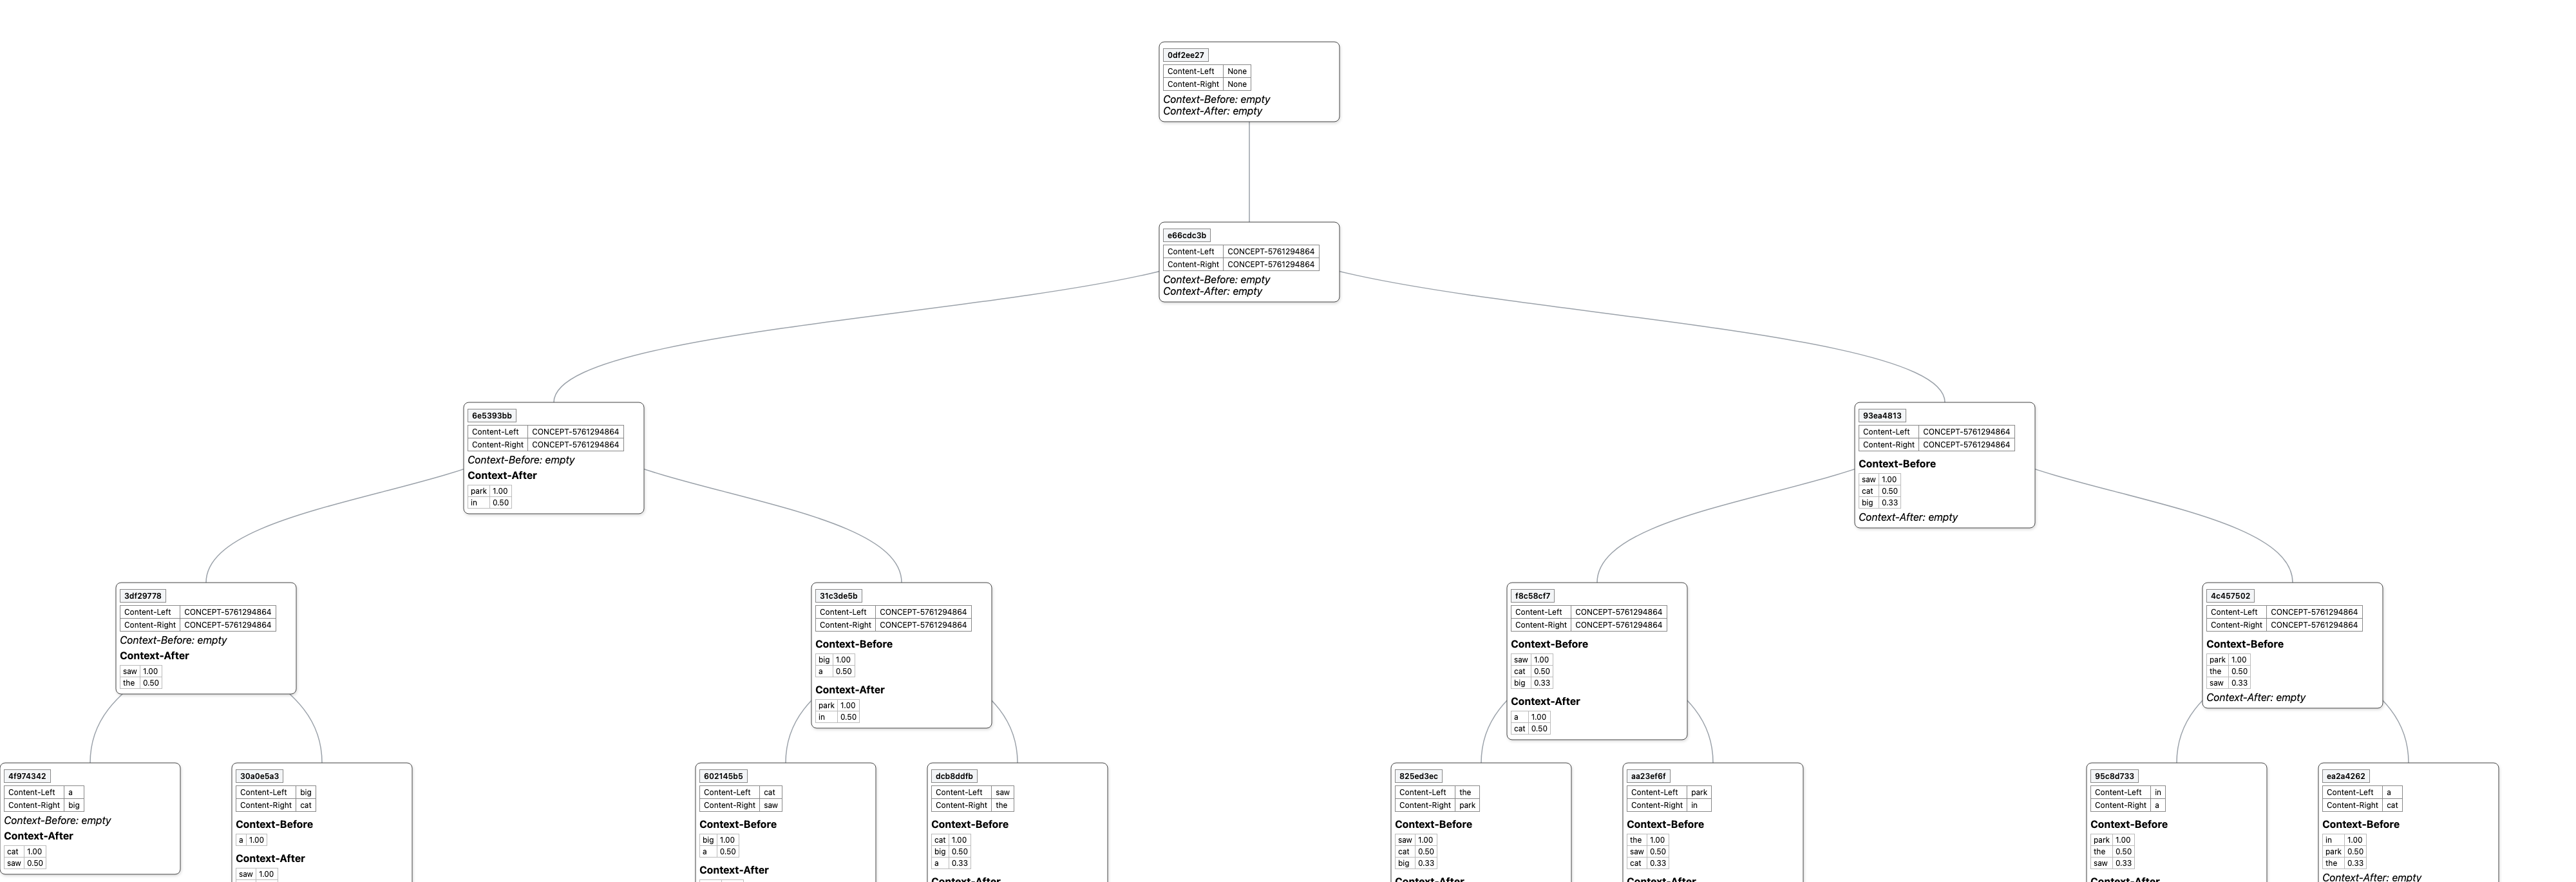 0df2ee27
Content-Left None
Content-Right None
Context-Before: empty
Context-After: empty
e66cdc3b
Content-Left CONCEPT-5761294864
Content-Right CONCEPT-5761294864
Context-Before: empty
Context-After: empty
6e5393bb
Content-Left CONCEPT-5761294864
Content-Right CONCEPT-5761294864
Context-Before: empty
Context-After
park 1.00
in 0.50
93ea4813
Content-Left CONCEPT-5761294864
Content-Right CONCEPT-5761294864
Context-Before
saw 1.00
cat 0.50
big 0.33
Context-After: empty
3df29778
Content-Left CONCEPT-5761294864
Content-Right CONCEPT-5761294864
Context-Before: empty
Context-After
saw 1.00
the 0.50
31c3de5b
Content-Left CONCEPT-5761294864
Content-Right CONCEPT-5761294864
Context-Before
big 1.00
a 0.50
Context-After
park 1.00
in 0.50
f8c58cf7
Content-Left CONCEPT-5761294864
Content-Right CONCEPT-5761294864
Context-Before
saw 1.00
cat 0.50
big 0.33
Context-After
a 1.00
cat 0.50
4c457502
Content-Left CONCEPT-5761294864
Content-Right CONCEPT-5761294864
Context-Before
park 1.00
the 0.50
saw 0.33
Context-After: empty
4f974342
Content-Left a
Content-Right big
Context-Before: empty
Context-After
cat 1.00
saw 0.50
30a0e5a3
Content-Left big
Content-Right cat
Context-Before
a 1.00
Context-After
saw 1.00
602145b5
Content-Left cat
Content-Right saw
Context-Before
big 1.00
a 0.50
Context-After
dcb8ddfb
Content-Left saw
Content-Right the
Context-Before
cat 1.00
big 0.50
a 0.33
Context-After
825ed3ec
Content-Left the
Content-Right park
Context-Before
saw 1.00
cat 0.50
big 0.33
Context-After
aa23ef6f
Content-Left park
Content-Right in
Context-Before
the 1.00
saw 0.50
cat 0.33
Context-After
95c8d733
Content-Left in
Content-Right a
Context-Before
park 1.00
the 0.50
saw 0.33
Context-After
ea2a4262
Content-Left a
Content-Right cat
Context-Before
in 1.00
park 0.50
the 0.33
Context-After: empty